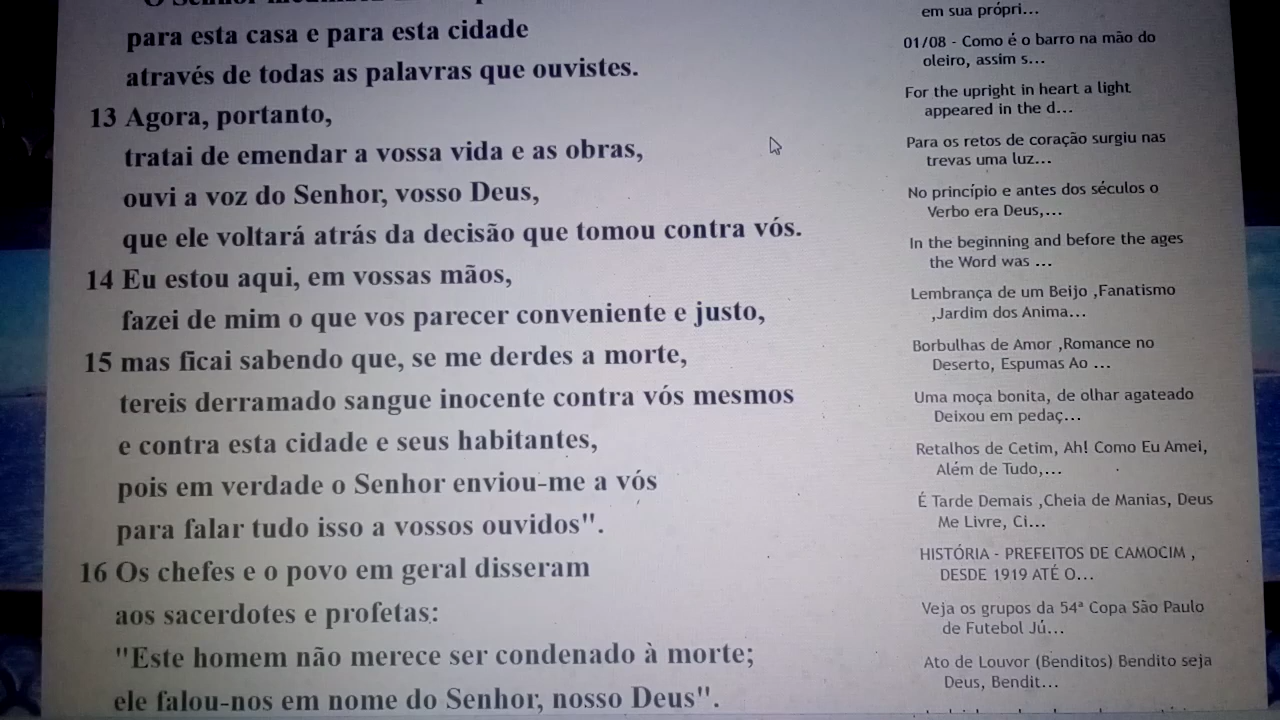 para esta casa e para esta cidade
através de todas as palavras que ouvistes.
13 Agora, portanto,
tratai de emendar a vossa vida e as obras,
ouvi a voz do Senhor, vosso Deus,
que ele voltará atrás da decisão que tomou contra vós.
14 Eu estou aqui, em vossas mãos,
fazei de mim o que vos parecer conveniente e justo,
15 mas ficai sabendo que, se me derdes a morte,
tereis derramado sangue inocente contra vós mesmos
e contra esta cidade e seus habitantes,
pois em verdade o Senhor enviou-me a vós
para falar tudo isso a vossos ouvidos".
16 Os chefes e o povo em geral disseram
aos sacerdotes e profetas:
"Este homem não merece ser condenado à morte;
ele falou-nos em nome do Senhor, nosso Deus".
em sua própri...
01/08 - Como é o barro na mão do
oleiro, assim s...
For the upright in heart a light
appeared in the d...
Para os retos de coração surgiu nas
trevas uma luz...
No princípio e antes dos séculos o
Verbo era Deus,...
In the beginning and before the ages
the Word was ...
Lembrança de um Beijo ,Fanatismo
,Jardim dos Anima...
Borbulhas de Amor ,Romance no
Deserto, Espumas Ao ...
Uma moça bonita, de olhar agateado
Deixou em pedaç...
Retalhos de Cetim, Ah! Como Eu Amei,
Além de Tudo,...
É Tarde Demais ,Cheia de Manias, Deus
Me Livre, Ci...
HISTÓRIA - PREFEITOS DE CAMOCIM ,
DESDE 1919 ATÉ O...
Veja os grupos da 54ª Copa São Paulo
de Futebol Jú...
Ato de Louvor (Benditos) Bendito seja
Deus, Bendit...